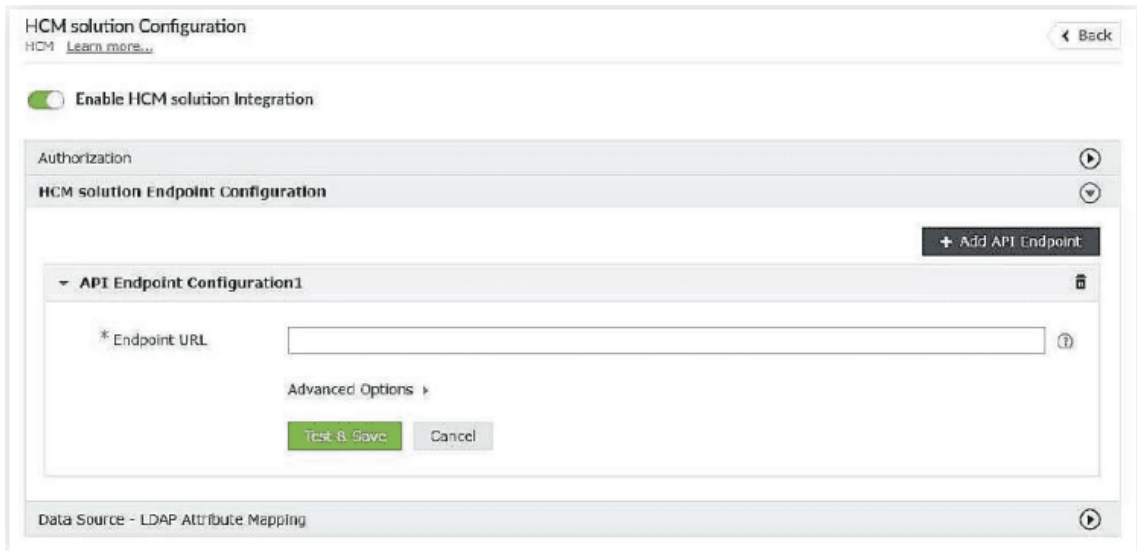 HCM solution Configuration
HCM Learn more...
Back
Enable HCM solution Integration
Authorization
HCM solution Endpoint Configuration
+ Add API Endpoint
API Endpoint Configuration1
* Endpoint URL
?
Advanced Options
Test & Save Cancel
Data Source - LDAP Attribute Mapping